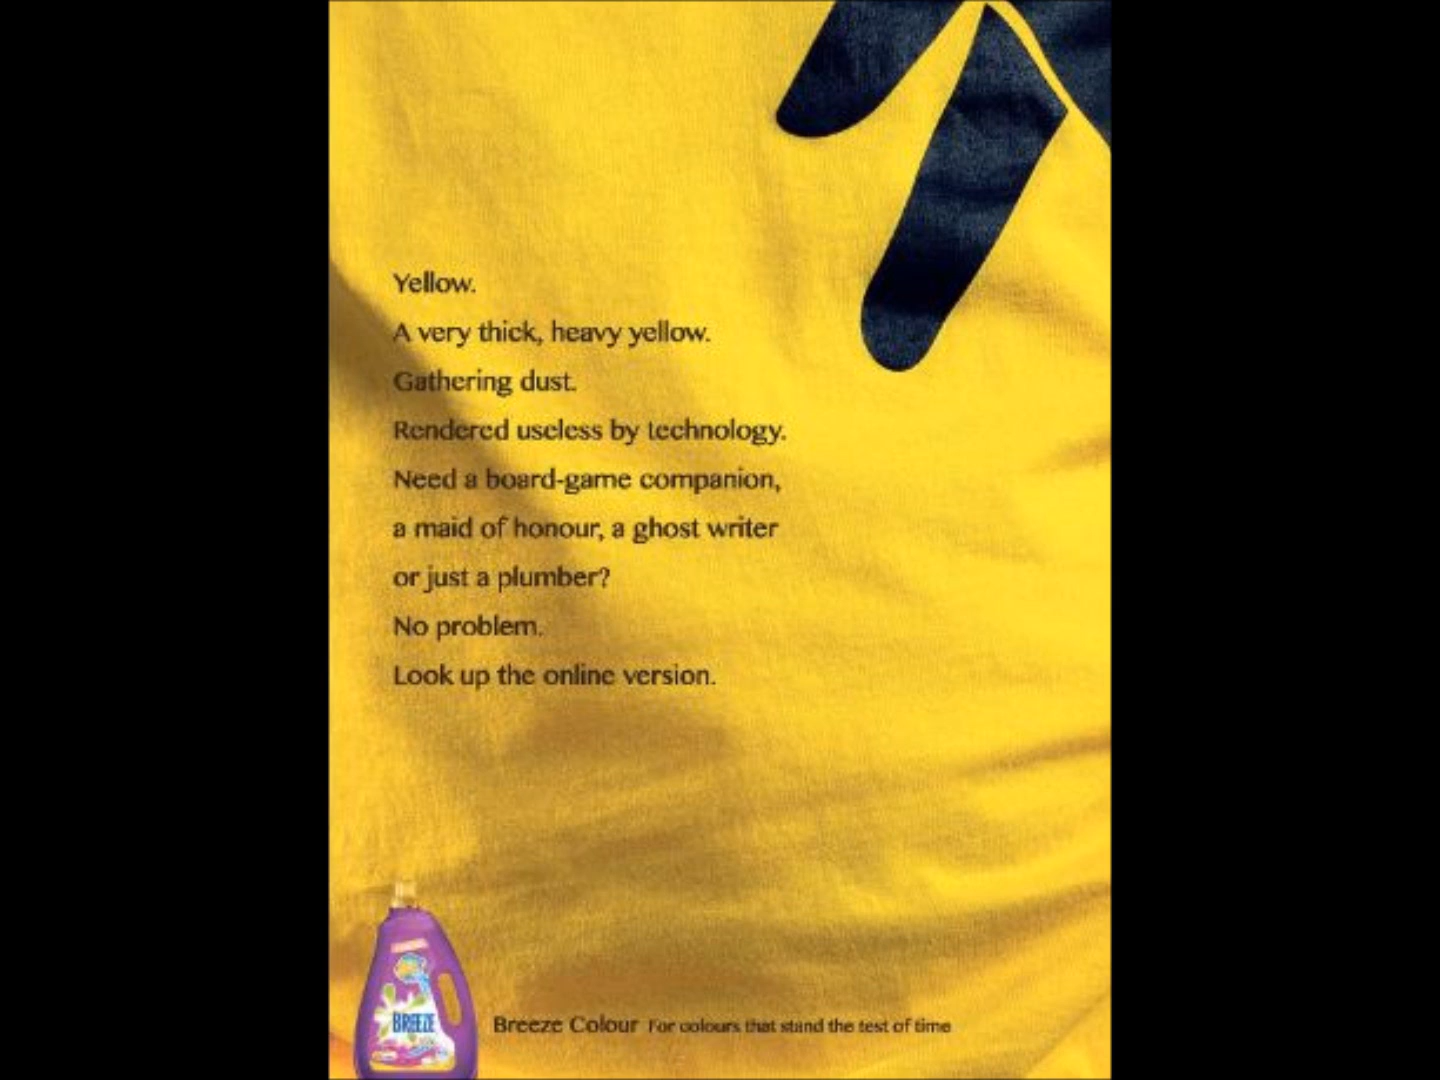 Yellow.
A very thick, heavy yellow.
Gathering dust.
Rendered useless by technology.
Need a board-game companion,
a maid of honour, a ghost writer
or just a plumber?
No problem.
Look up the online version.
BREEZE
Breeze Colour For colours that stand the test of time